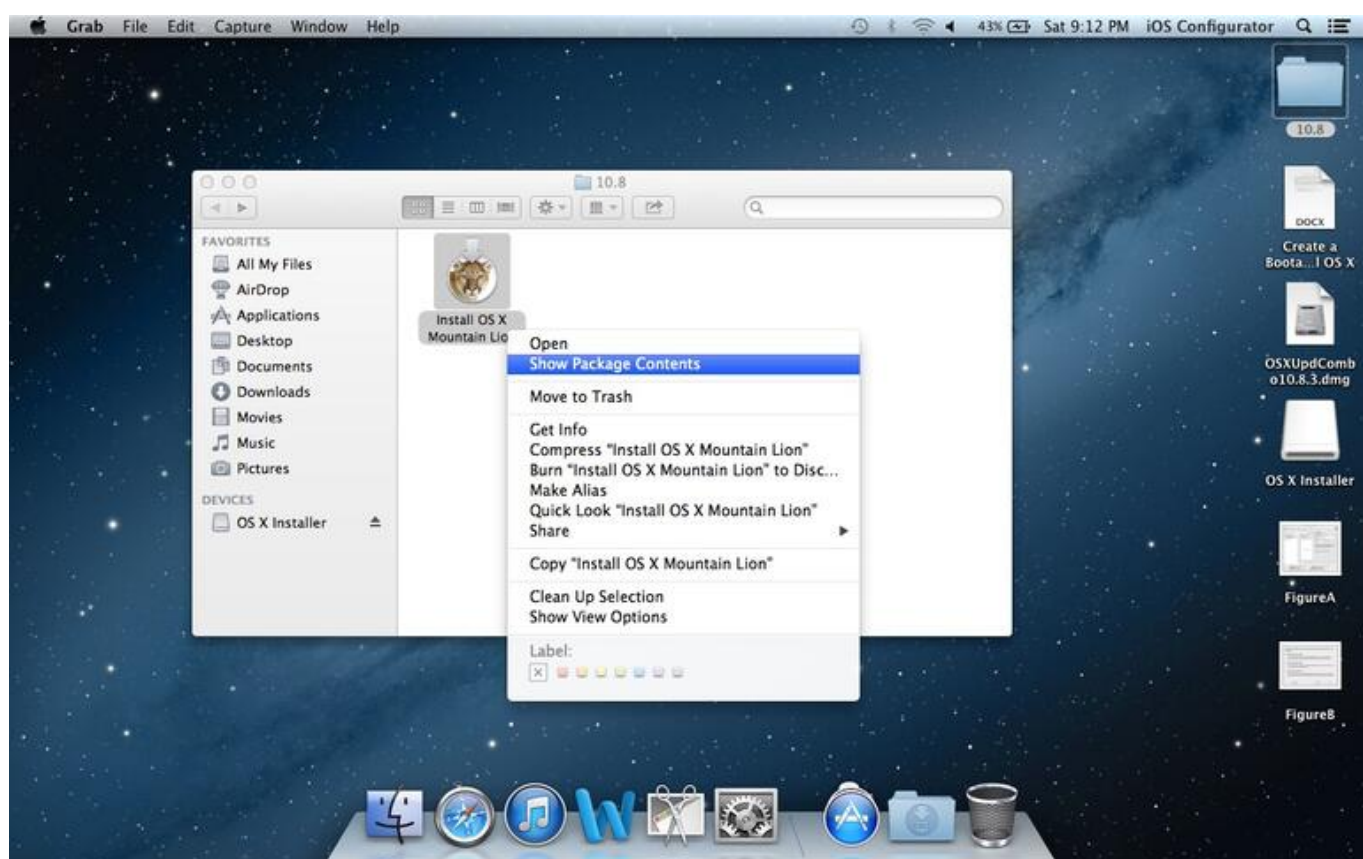 Grab File Edit Capture Window Help 43% Sat 9:12 PM iOS Configurator
10.8
DOCX
Create a
Boota...l OS X
OSXUpdComb
o10.8.3.dmg
OS X Installer
FigureA
FigureB
10.8
FAVORITES
All My Files
AirDrop
Applications
Desktop
Documents
Downloads
Movies
Music
Pictures
DEVICES
OS X Installer
Install OS X
Mountain Lio
Open
Show Package Contents
Move to Trash
Get Info
Compress “Install OS X Mountain Lion”
Burn “Install OS X Mountain Lion” to Disc...
Make Alias
Quick Look “Install OS X Mountain Lion”
Share
Copy “Install OS X Mountain Lion”
Clean Up Selection
Show View Options
Label: